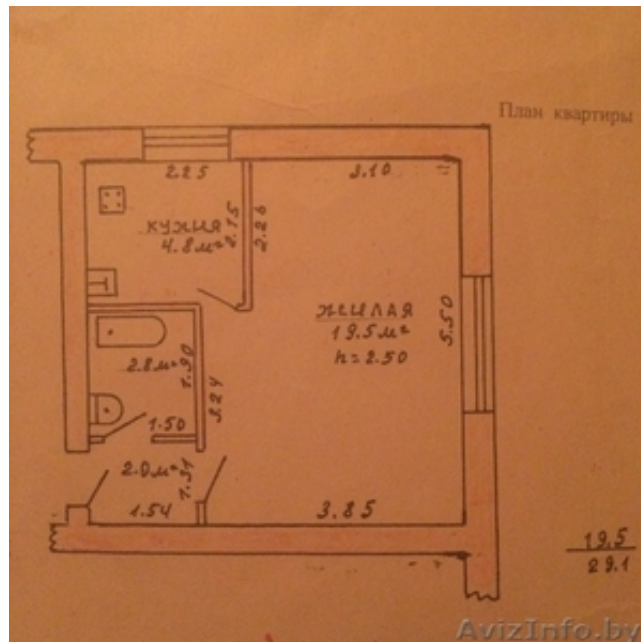 План квартиры
2.25
3.10
КУХНЯ
4.8м²
2.15
2.26
ЖИЛАЯ
19.5м²
h=2.50
5.50
2.8м²
1.90
3.24
1.50
2.0м²
1.31
1.54
3.85
19.5
29.1
AvizInfo.by